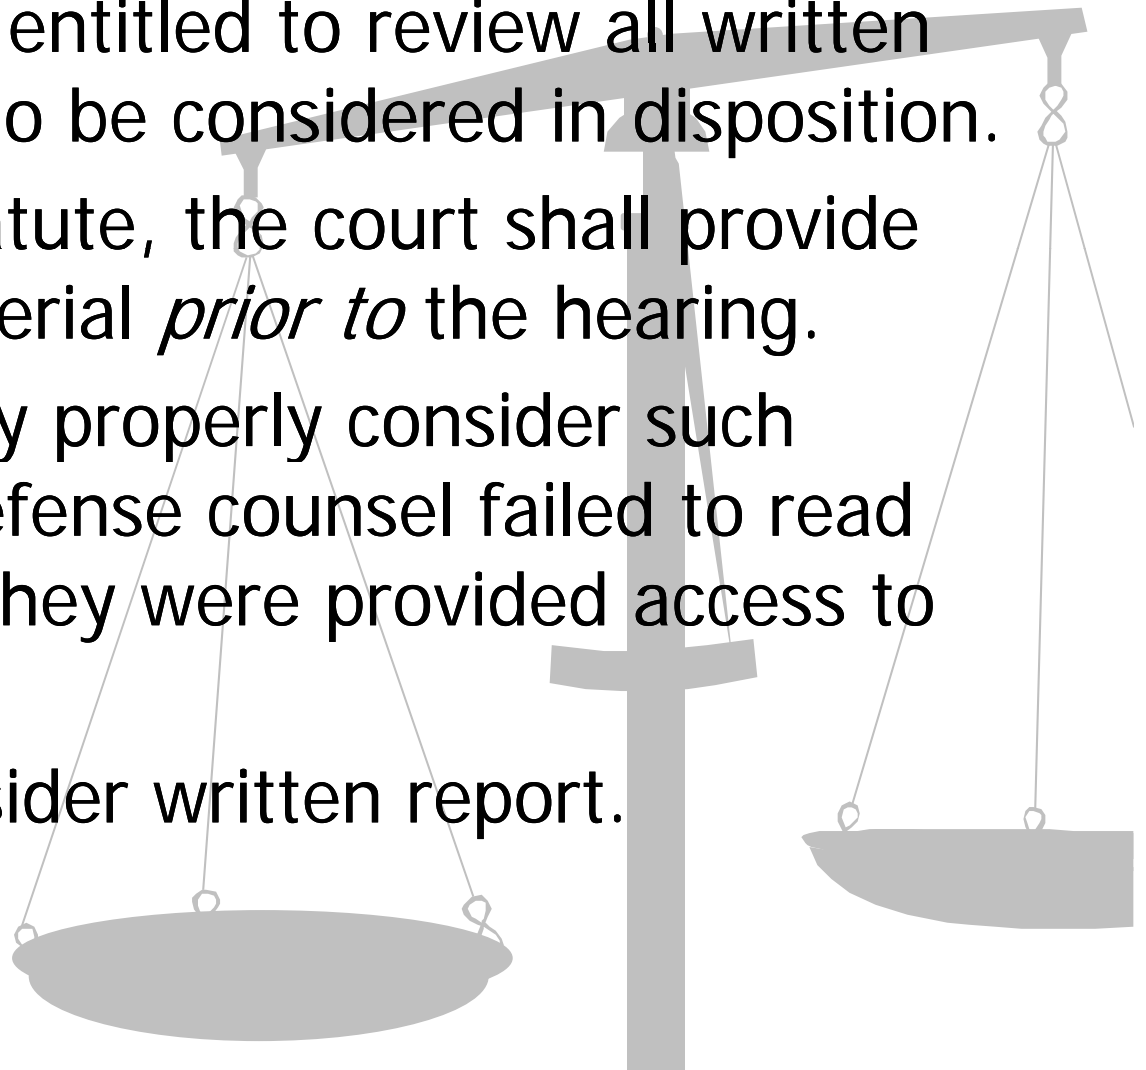 entitled to review all written
o be considered in disposition.
atute, the court shall provide
erial prior to the hearing.
y properly consider such
efense counsel failed to read
hey were provided access to
sider written report.